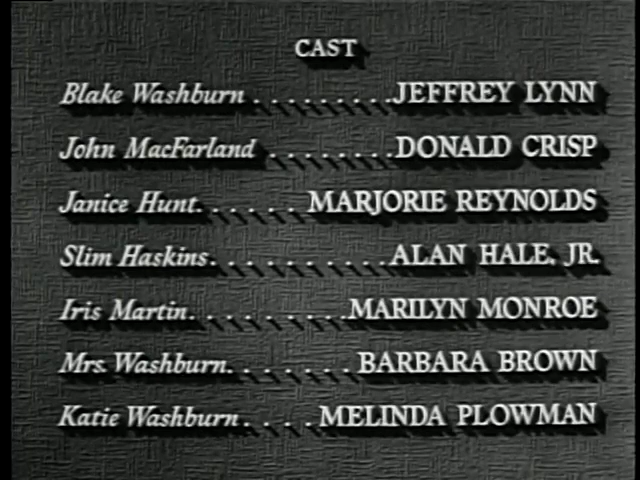 CAST
Blake Washburn . . . . . . . . . JEFFREY LYNN
John MacFarland . . . . . . . . DONALD CRISP
Janice Hunt. . . . . . MARJORIE REYNOLDS
Slim Haskins. . . . . . . . . . ALAN HALE, JR.
Iris Martin. . . . . . . . . MARILYN MONROE
Mrs. Washburn. . . . . . . BARBARA BROWN
Katie Washburn . . . . MELINDA PLOWMAN